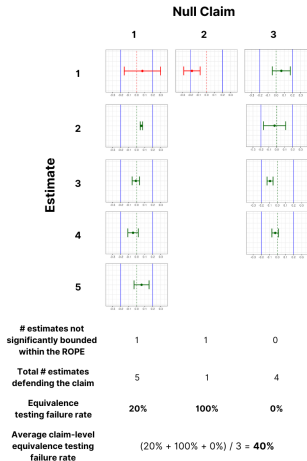 Null Claim
1 2 3
Estimate
1
2
3
4
5
# estimates not
significantly bounded
within the ROPE
1 1 0
Total # estimates
defending the claim
5 1 4
Equivalence
testing failure rate
20% 100% 0%
Average claim-level
equivalence testing
failure rate
(20% + 100% + 0%) / 3 = 40%